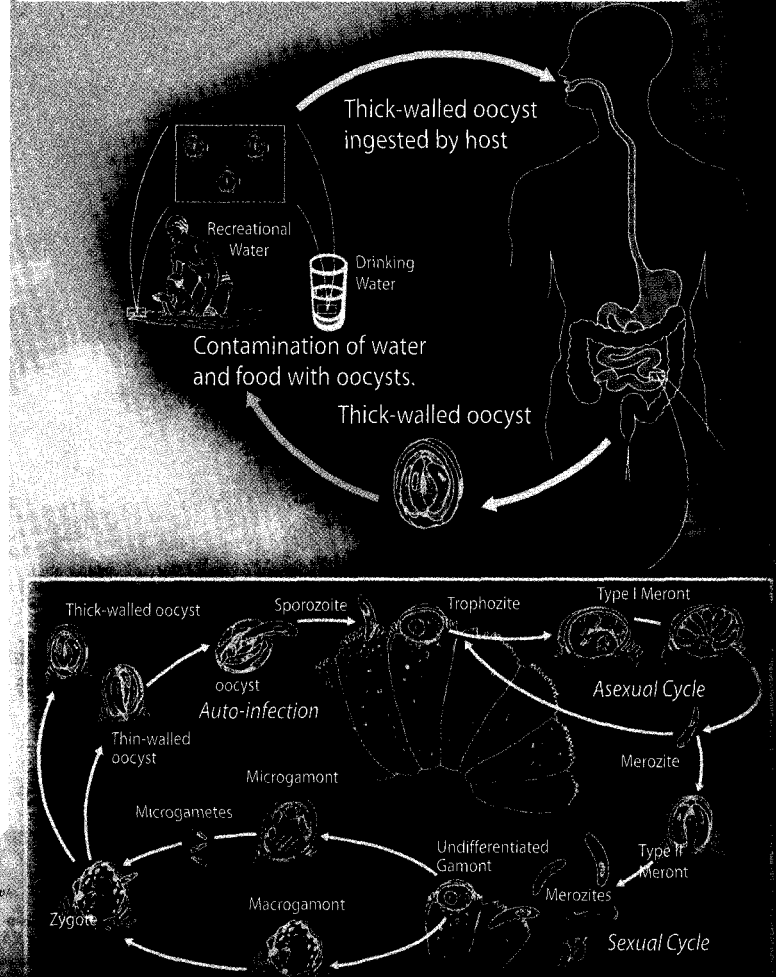 Thick-walled oocyst
ingested by host
Recreational
Water
Drinking
Water
Contamination of water
and food with oocysts.
Thick-walled oocyst
Thick-walled oocyst
Sporozoite
Trophozite
Type I Meront
oocyst
Auto-infection
Asexual Cycle
Thin-walled
oocyst
Merozite
Microgamont
Microgametes
Undifferentiated
Gamont
Type II
Meront
Merozites
Zygote
Macrogamont
Sexual Cycle